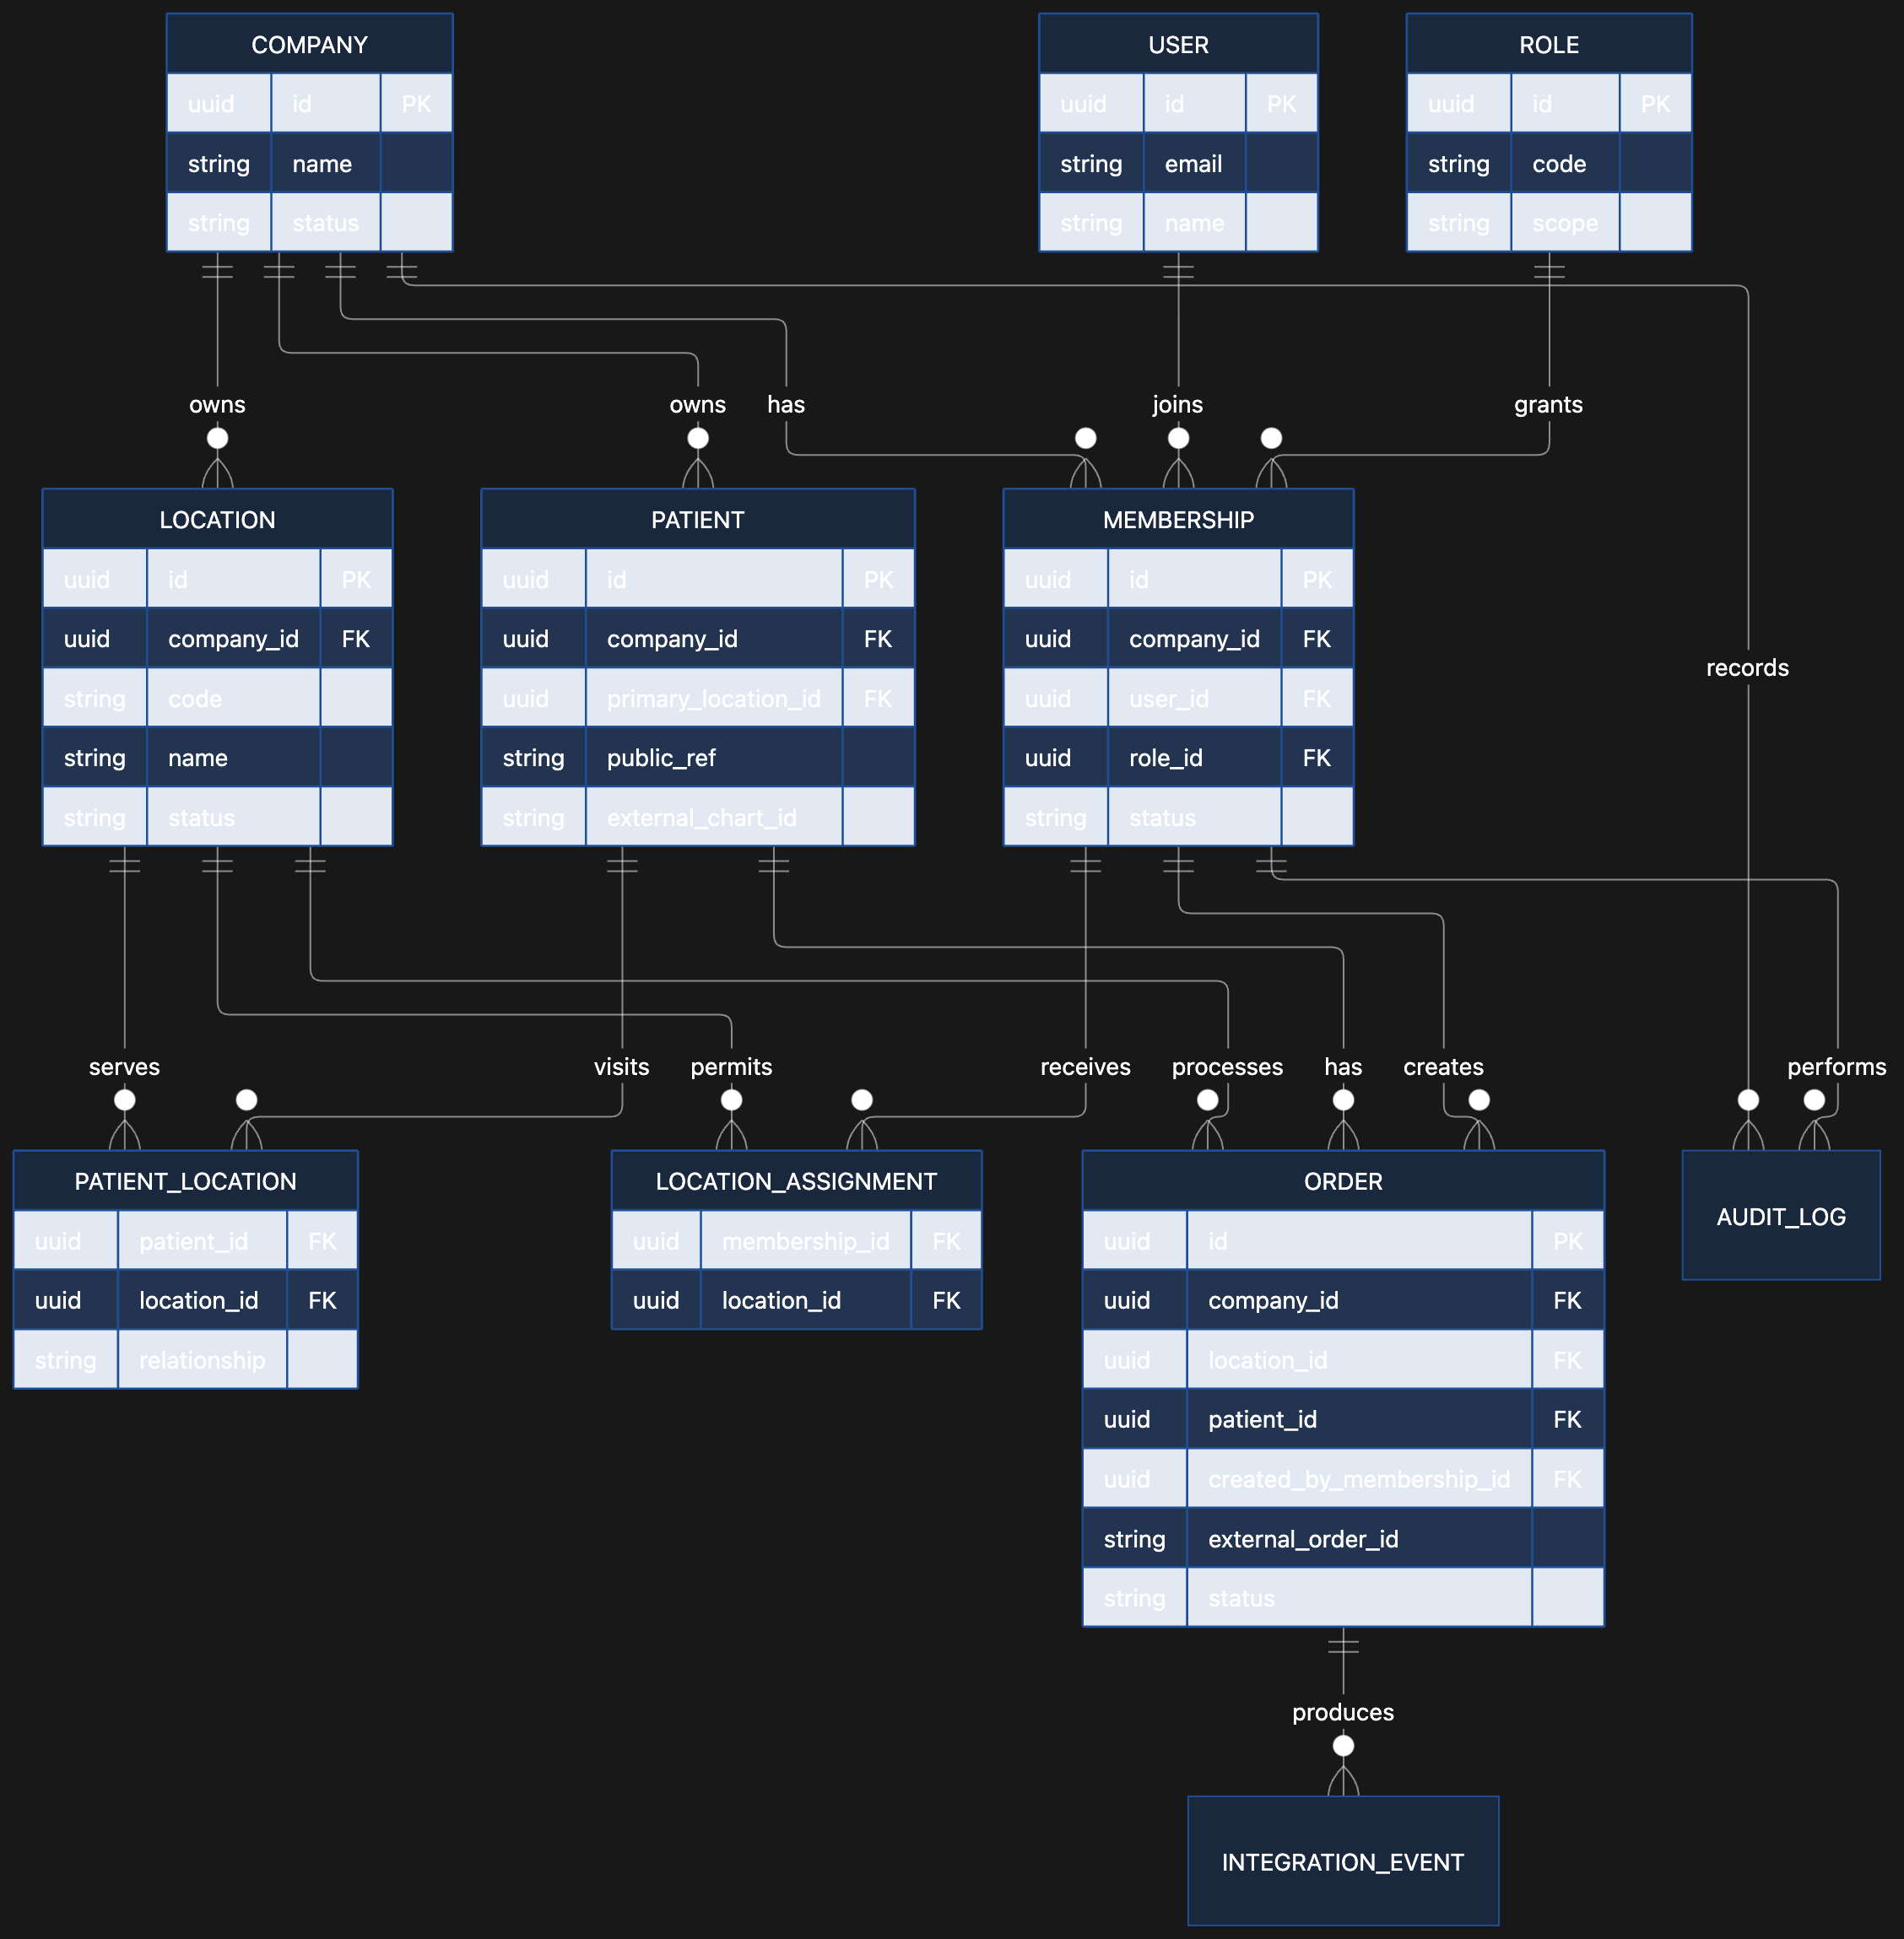 COMPANY
uuid id PK
string name
string status
USER
uuid id PK
string email
string name
ROLE
uuid id PK
string code
string scope
owns
owns
has
joins
grants
LOCATION
uuid id PK
uuid company_id FK
string code
string name
string status
PATIENT
uuid id PK
uuid company_id FK
uuid primary_location_id FK
string public_ref
string external_chart_id
MEMBERSHIP
uuid id PK
uuid company_id FK
uuid user_id FK
uuid role_id FK
string status
records
serves
visits
permits
receives
processes
has
creates
performs
PATIENT_LOCATION
uuid patient_id FK
uuid location_id FK
string relationship
LOCATION_ASSIGNMENT
uuid membership_id FK
uuid location_id FK
ORDER
uuid id PK
uuid company_id FK
uuid location_id FK
uuid patient_id FK
uuid created_by_membership_id FK
string external_order_id
string status
AUDIT_LOG
produces
INTEGRATION_EVENT